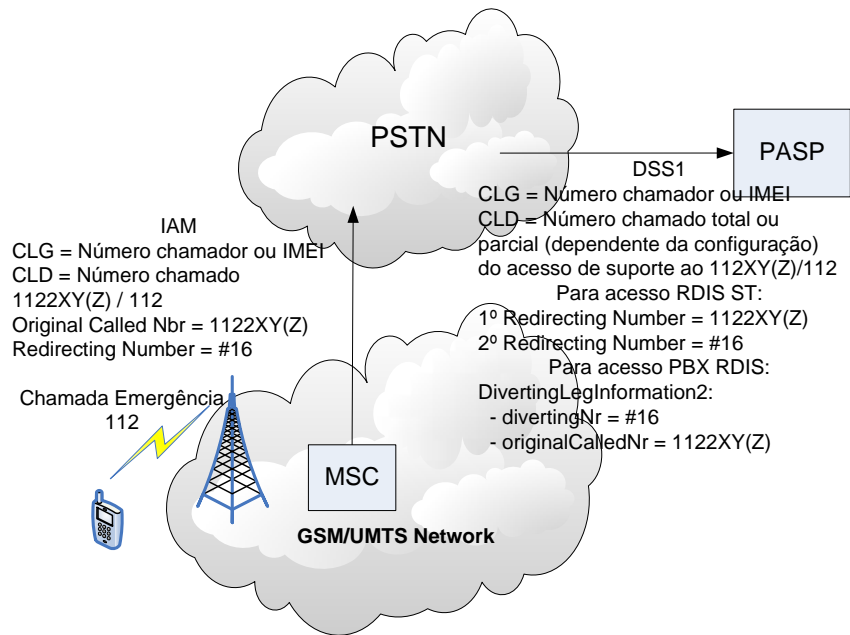 PSTN
PASP
DSS1
CLG = Número chamador ou IMEI
CLD = Número chamado total ou
parcial (dependente da configuração)
do acesso de suporte ao 112XY(Z)/112
Para acesso RDIS ST:
1º Redirecting Number = 1122XY(Z)
2º Redirecting Number = #16
Para acesso PBX RDIS:
DivertingLegInformation2:
- divertingNr = #16
- originalCalledNr = 1122XY(Z)
IAM
CLG = Número chamador ou IMEI
CLD = Número chamado
1122XY(Z) / 112
Original Called Nbr = 1122XY(Z)
Redirecting Number = #16
Chamada Emergência
112
MSC
GSM/UMTS Network